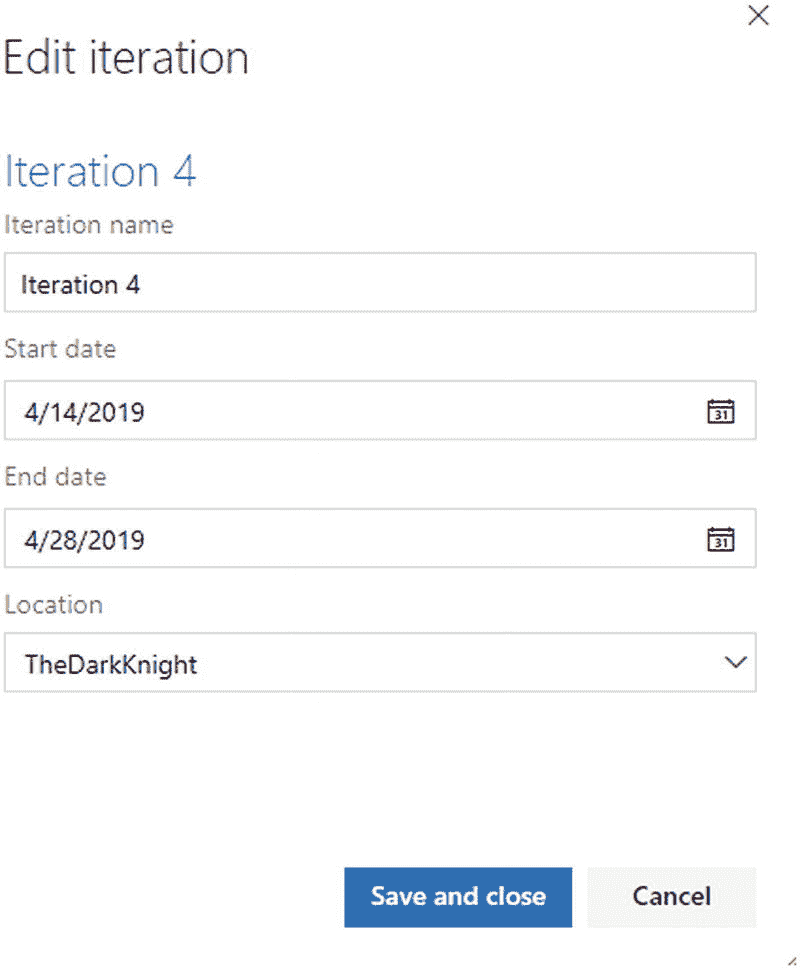 Edit iteration
Iteration 4
Iteration name
Iteration 4
Start date
4/14/2019
31
End date
4/28/2019
31
Location
TheDarkKnight
Save and close
Cancel